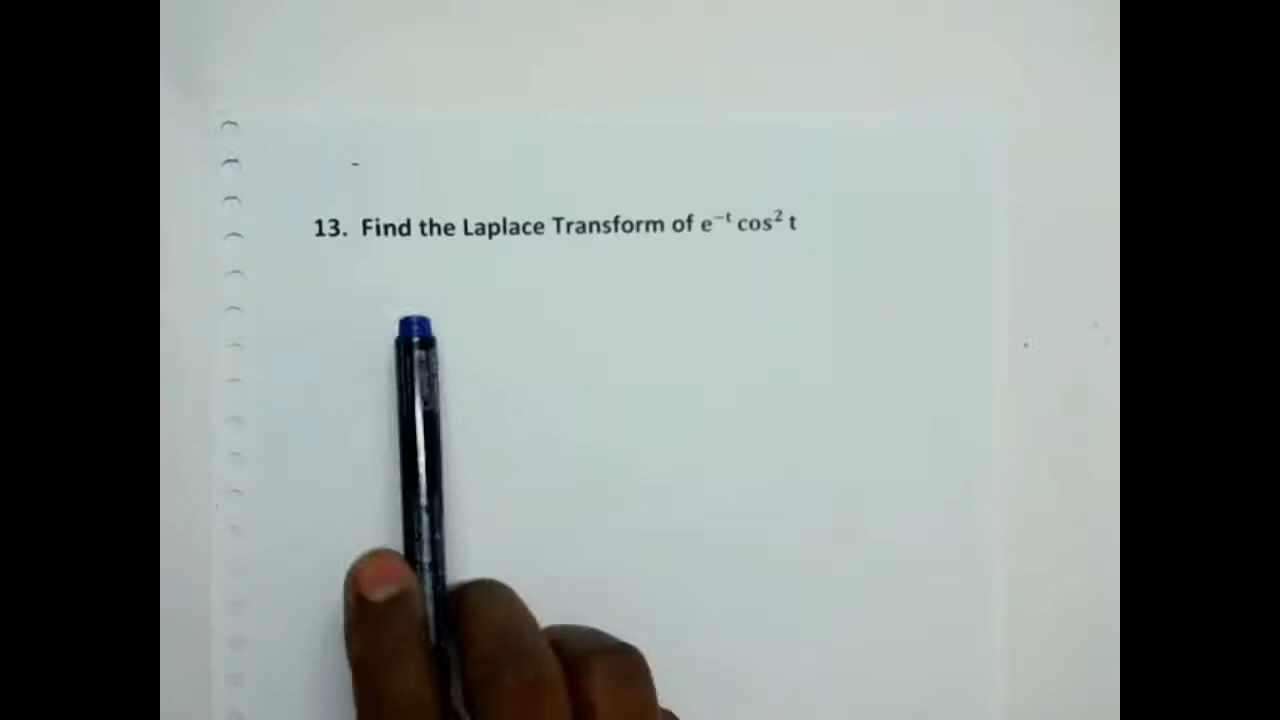 13. Find the Laplace Transform of e⁻ᵗ cos² t